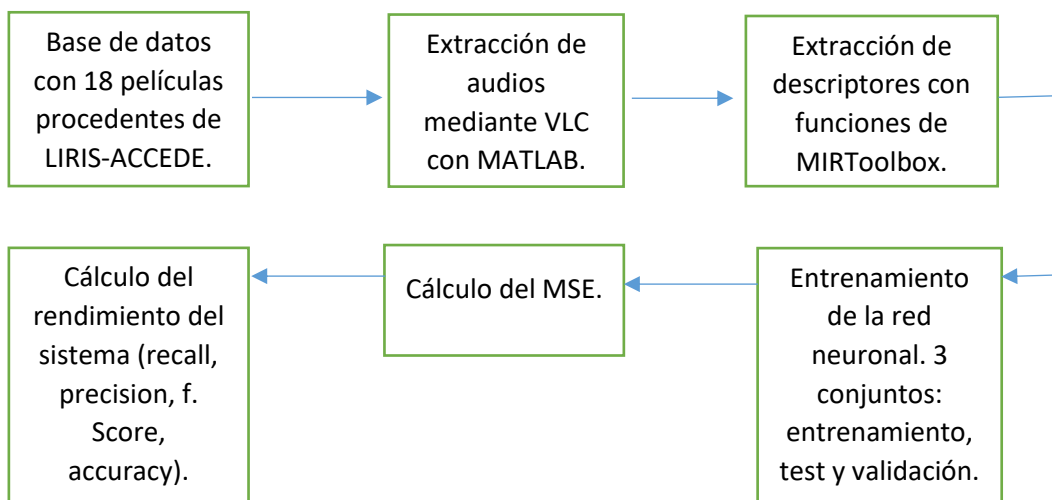 Base de datos
con 18 películas
procedentes de
LIRIS-ACCEDE.
Extracción de
audios
mediante VLC
con MATLAB.
Extracción de
descriptores con
funciones de
MIRToolbox.
Entrenamiento
de la red
neuronal. 3
conjuntos:
entrenamiento,
test y validación.
Cálculo del MSE.
Cálculo del
rendimiento del
sistema (recall,
precision, f.
Score,
accuracy).